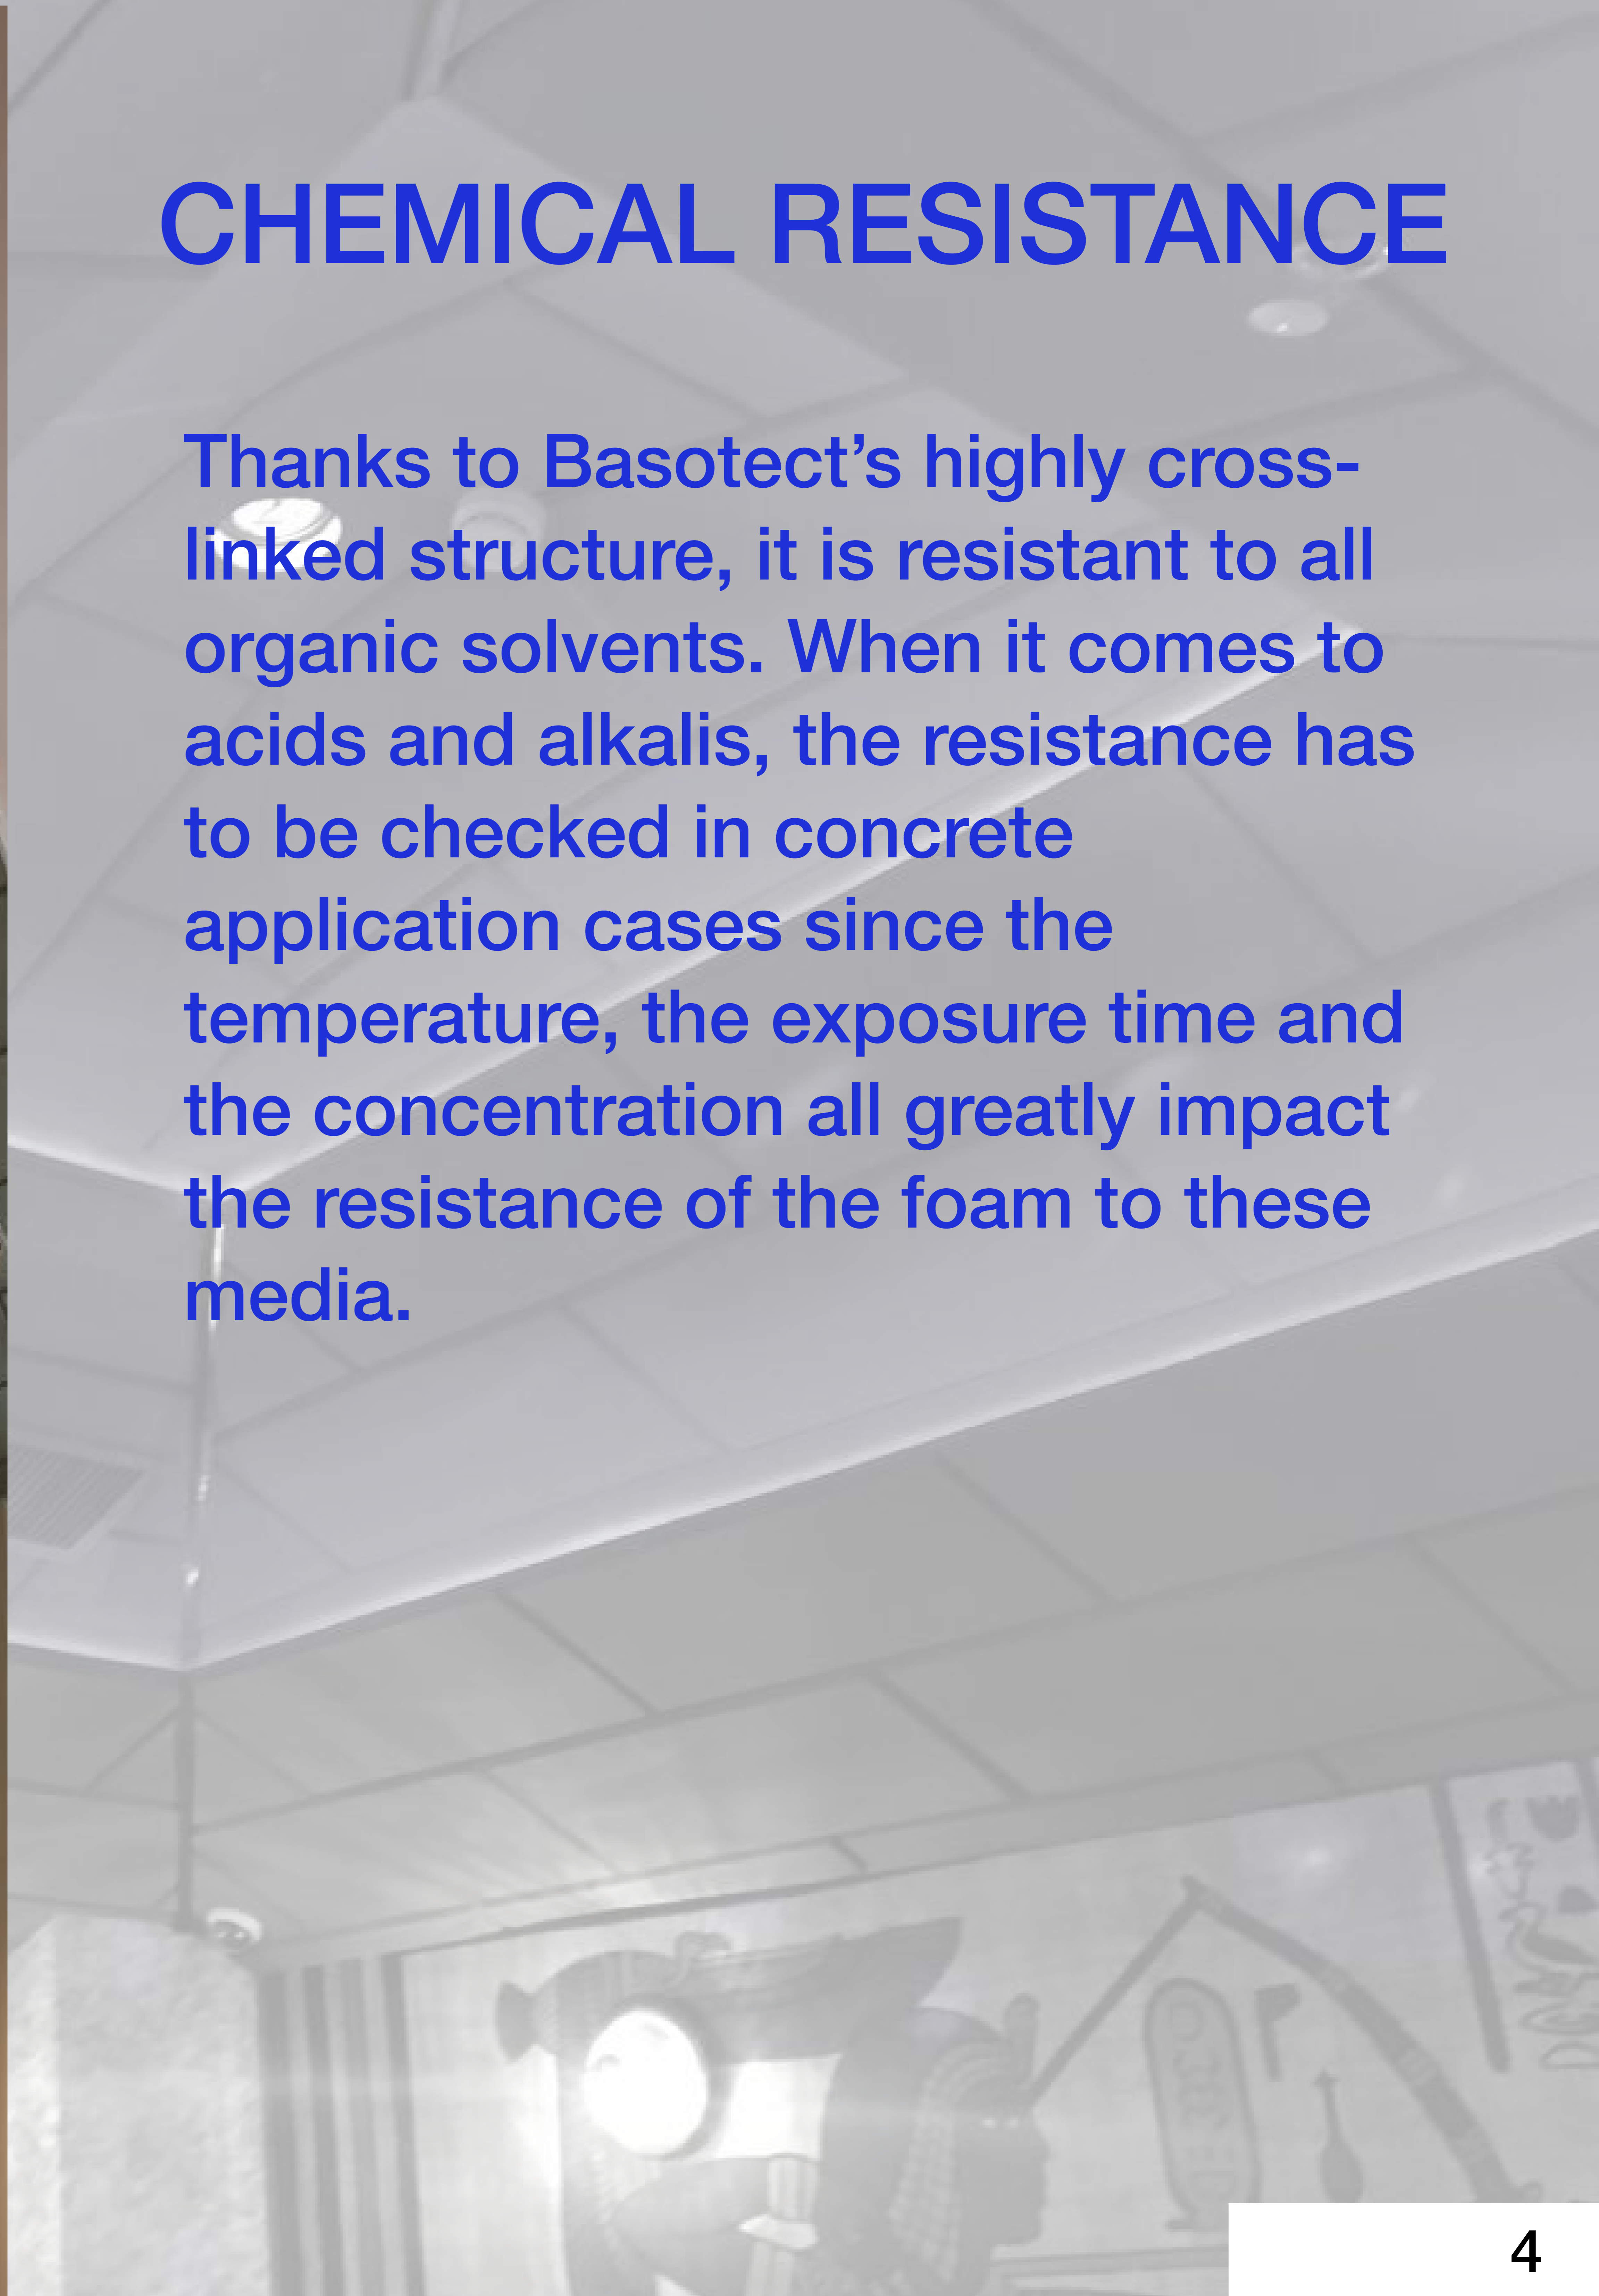 CHEMICAL RESISTANCE
Thanks to Basotect’s highly cross-
linked structure, it is resistant to all
organic solvents. When it comes to
acids and alkalis, the resistance has
to be checked in concrete
application cases since the
temperature, the exposure time and
the concentration all greatly impact
the resistance of the foam to these
media.
4